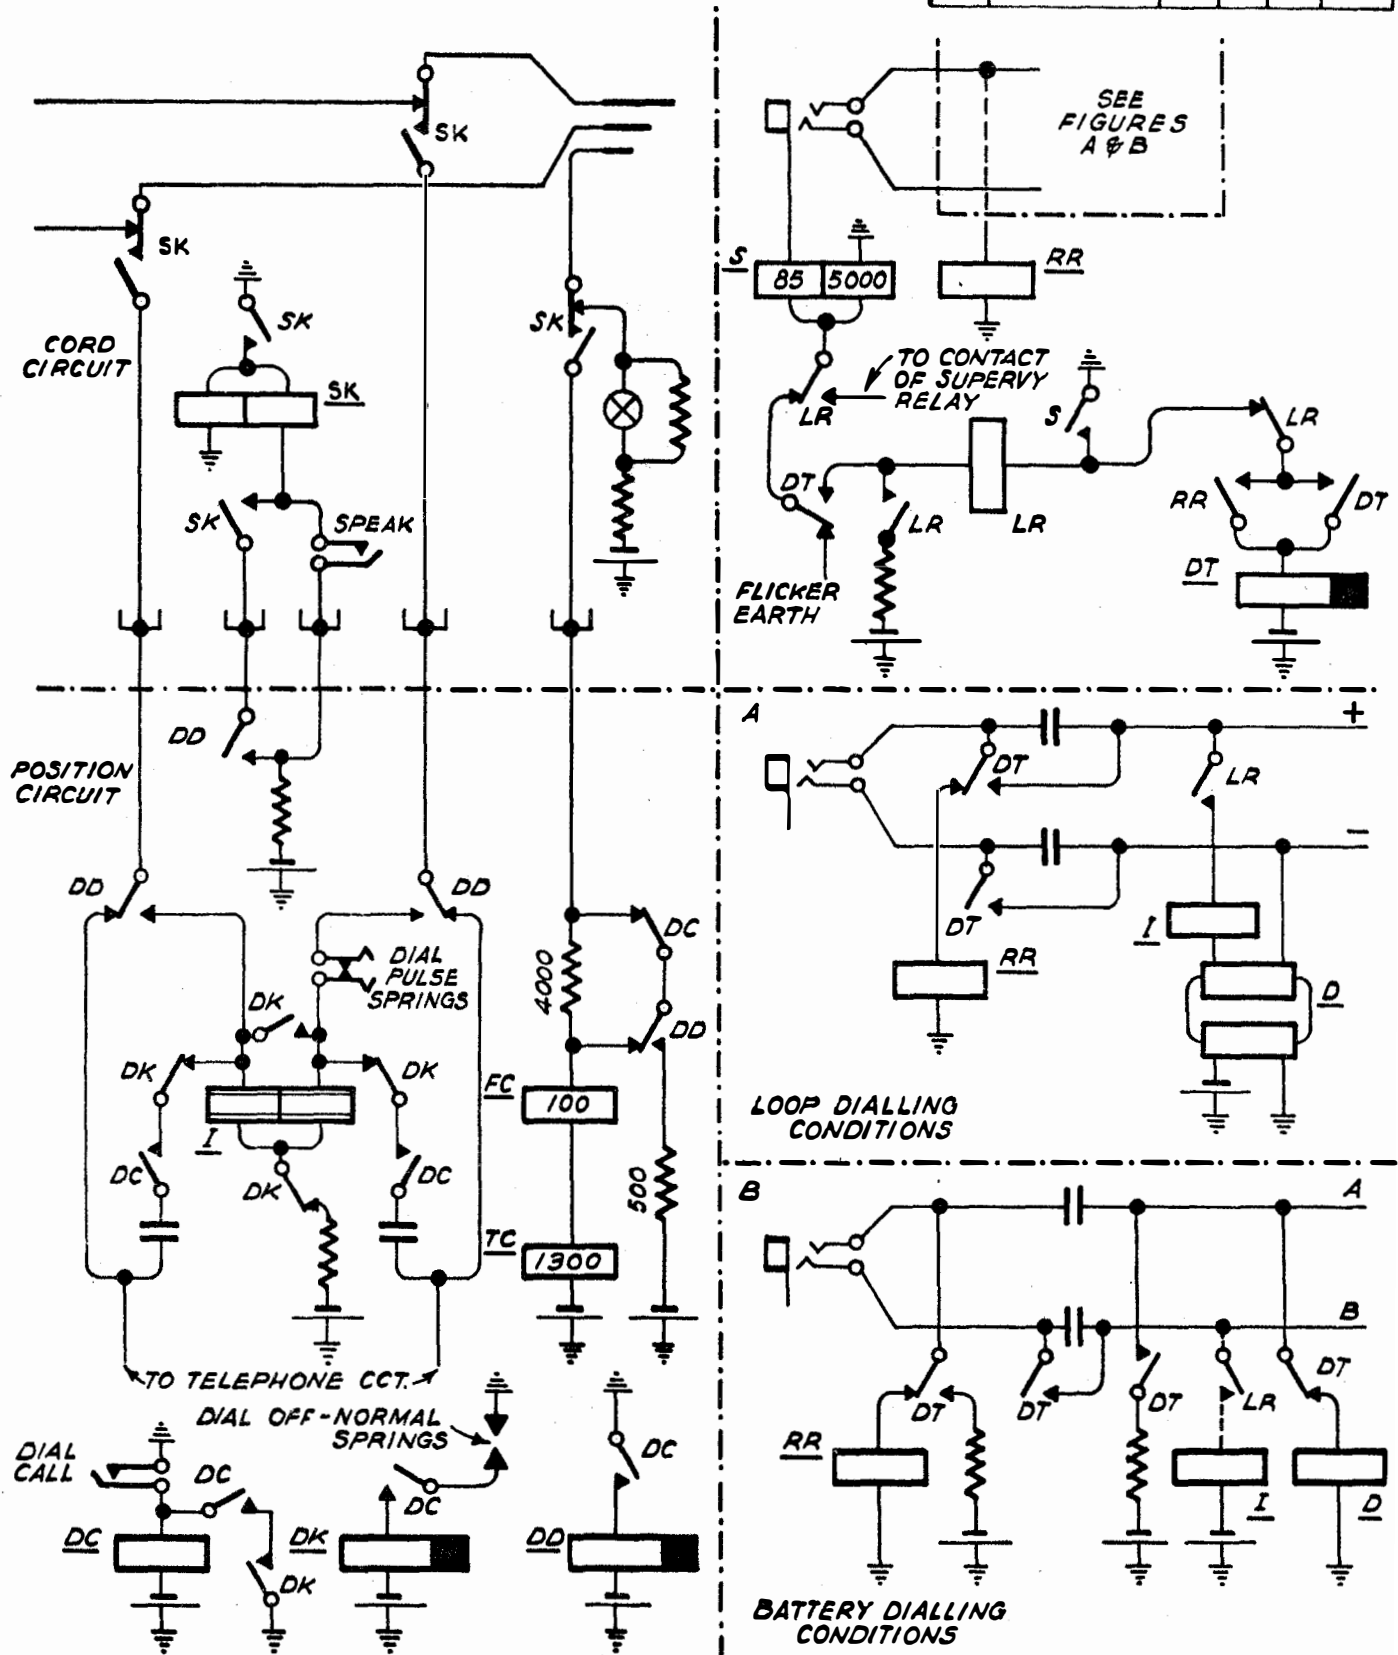 SK
SK
CORD
CIRCUIT
SK
SK
SK
SPEAK
SK
SEE
FIGURES
A & B
S
85
5000
RR
TO CONTACT
OF SUPERVY
RELAY
LR
S
LR
DT
LR
LR
RR
DT
DT
FLICKER
EARTH
POSITION
CIRCUIT
DD
DD
DD
DIAL
PULSE
SPRINGS
DK
DK
DK
I
DC
DK
DC
4000
DC
DD
FC
100
500
TC
1300
TO TELEPHONE CCT.
DIAL OFF-NORMAL
SPRINGS
DIAL
CALL
DC
DC
DK
DK
DC
DC
DD
A
+
DT
LR
−
DT
I
RR
D
LOOP DIALLING
CONDITIONS
B
A
B
DT
DT
DT
LR
DT
RR
I
D
BATTERY DIALLING
CONDITIONS